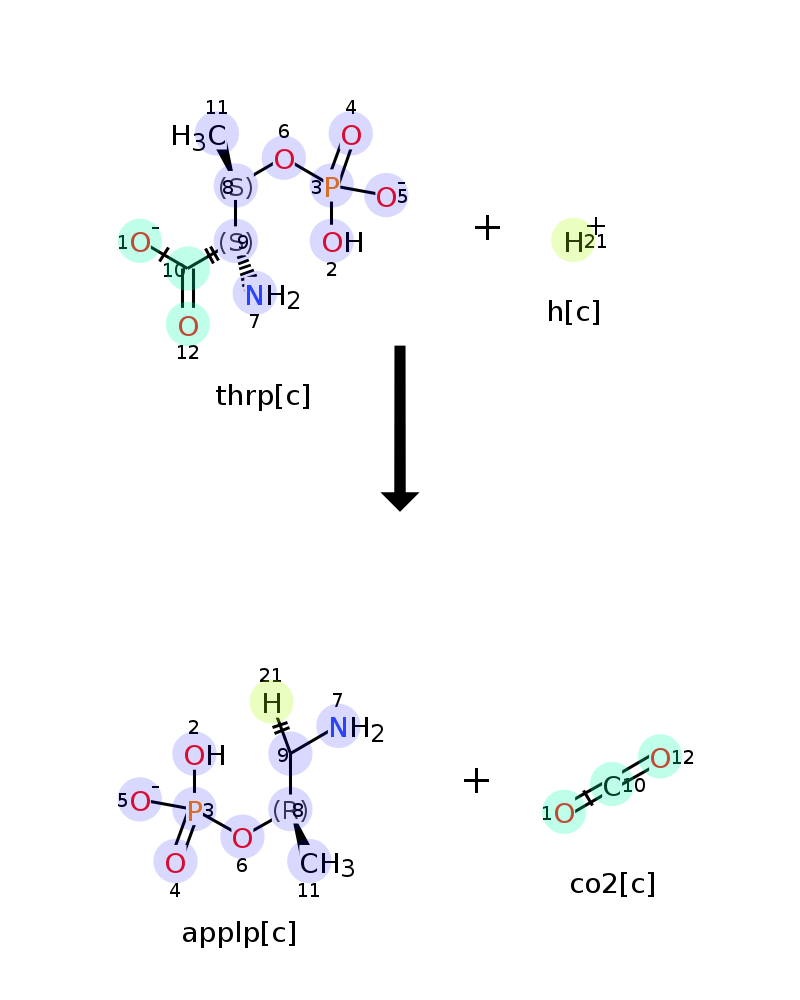 11 4
H3C 6 O
(S) 8 O 3 P O- 5
1 O- (S) 9 OH + H+ 21
10 2
O NH2 h[c]
12 7
thrp[c]
21
H 7
2 NH2
OH 9
5 O- P 3 (R) 8 + O 12
O C 10
O 6 CH3 1 O
4 11 co2[c]
applp[c]